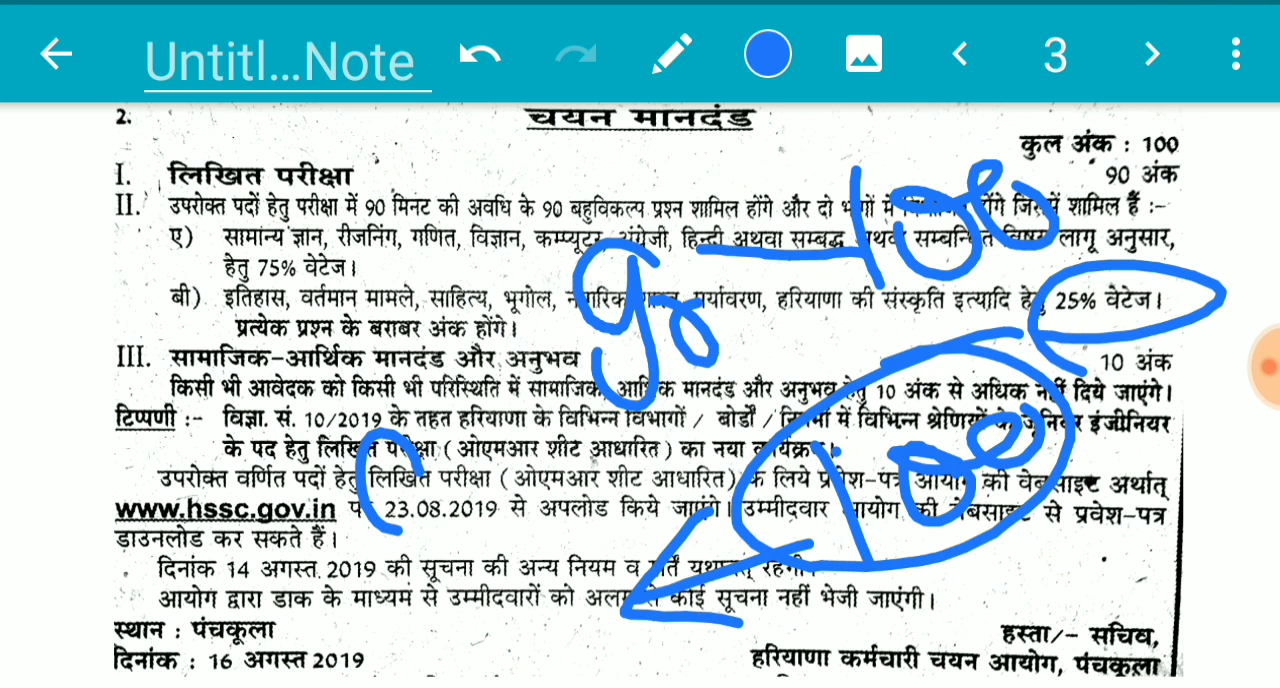 Untitl...Note
3
2. चयन मानदंड
कुल अंक : 100
I. लिखित परीक्षा 90 अंक
II. उपरोक्त पदों हेतु परीक्षा में 90 मिनट की अवधि के 90 बहुविकल्प प्रश्न शामिल होंगे और दो में शामिल हैं :–
ए) सामान्य ज्ञान, रीजनिंग, गणित, विज्ञान, कम्प्यूटर, अंग्रेजी, हिन्दी अथवा सम्बद्ध लागू अनुसार,
हेतु 75% वेटेज।
बी) इतिहास, वर्तमान मामले, साहित्य, भूगोल, पर्यावरण, हरियाणा की संस्कृति इत्यादि हेतु 25% वेटेज।
प्रत्येक प्रश्न के बराबर अंक होंगे।
III. सामाजिक-आर्थिक मानदंड और अनुभव 10 अंक
किसी भी आवेदक को किसी भी परिस्थिति में सामाजिक आर्थिक मानदंड और अनुभव हेतु 10 अंक से अधिक नहीं दिये जाएंगे।
टिप्पणी :– विज्ञा. सं. 10/2019 के तहत हरियाणा के विभिन्न विभागों / बोर्डों / में विभिन्न श्रेणियों के जूनियर इंजीनियर
के पद हेतु लिखित परीक्षा (ओएमआर शीट आधारित) का नया कार्यक्रम।
उपरोक्त वर्णित पदों हेतु लिखित परीक्षा (ओएमआर शीट आधारित) के लिये प्रवेश-पत्र आयोग की वेबसाइट अर्थात्
www.hssc.gov.in पर 23.08.2019 से अपलोड किये जाएंगे। उम्मीदवार आयोग की वेबसाइट से प्रवेश-पत्र
डाउनलोड कर सकते हैं।
दिनांक 14 अगस्त 2019 की सूचना की अन्य नियम व शर्तें यथावत् रहेंगी।
आयोग द्वारा डाक के माध्यम से उम्मीदवारों को अलग से कोई सूचना नहीं भेजी जाएंगी।
स्थान : पंचकूला हस्ता/– सचिव,
दिनांक : 16 अगस्त 2019 हरियाणा कर्मचारी चयन आयोग, पंचकूला
100
100